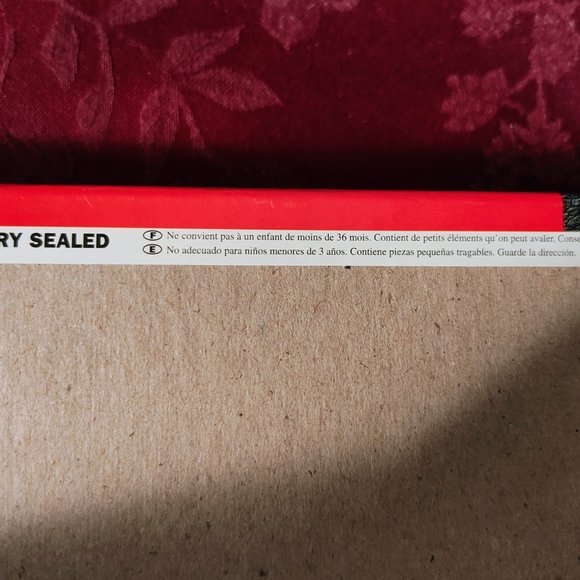 RY SEALED
F Ne convient pas à un enfant de moins de 36 mois. Contient de petits éléments qu'on peut avaler. Conse
E No adecuado para niños menores de 3 años. Contiene piezas pequeñas tragables. Guarde la dirección.